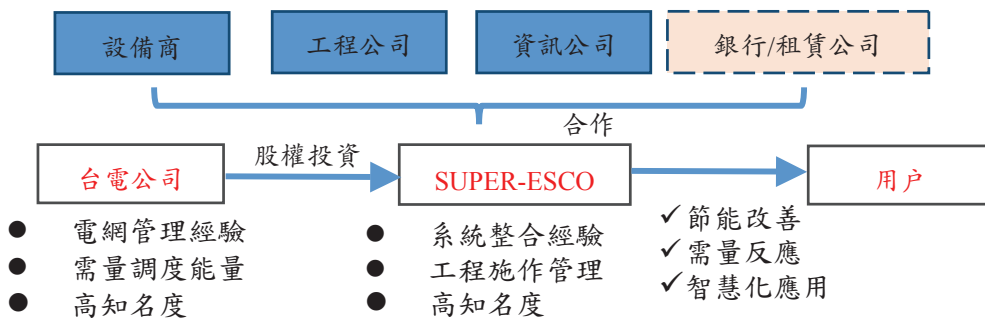 設備商
工程公司
資訊公司
銀行/租賃公司
合作
台電公司
股權投資
SUPER-ESCO
用户
● 電網管理經驗
● 需量調度能量
● 高知名度
● 系統整合經驗
● 工程施作管理
● 高知名度
✓節能改善
✓需量反應
✓智慧化應用